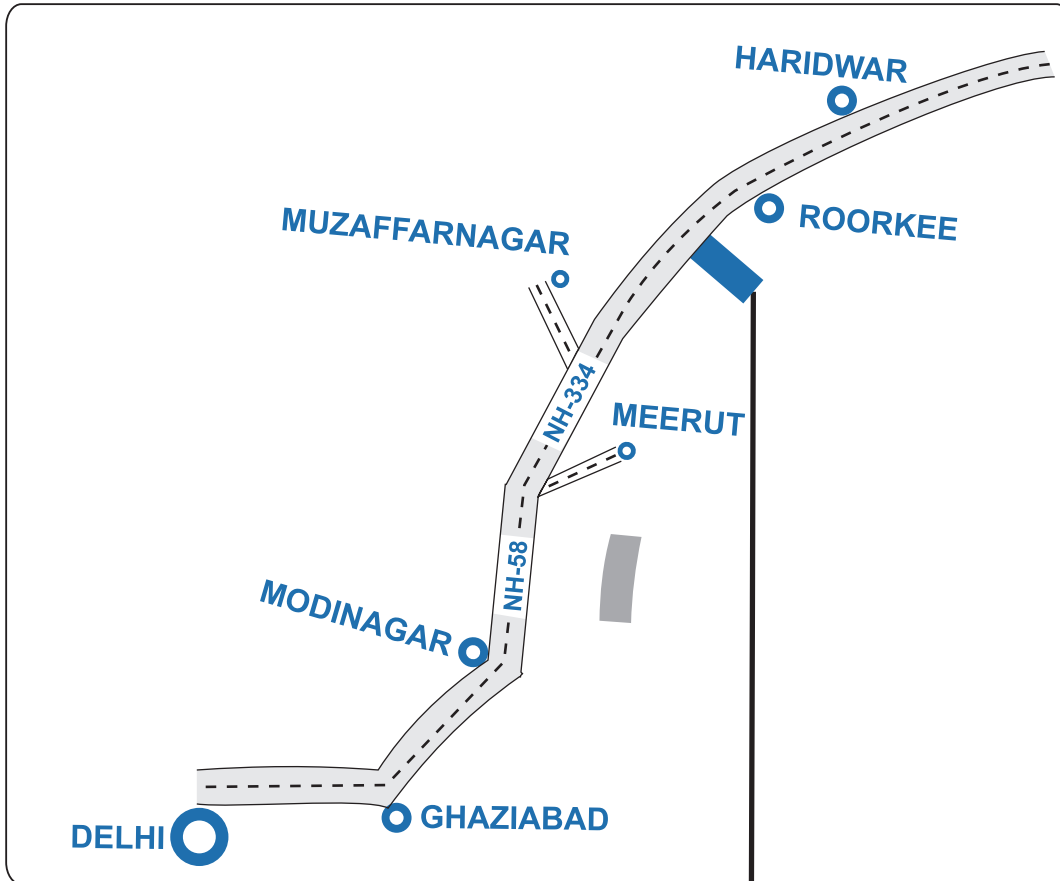 HARIDWAR
ROORKEE
MUZAFFARNAGAR
NH-334
MEERUT
NH-58
MODINAGAR
GHAZIABAD
DELHI